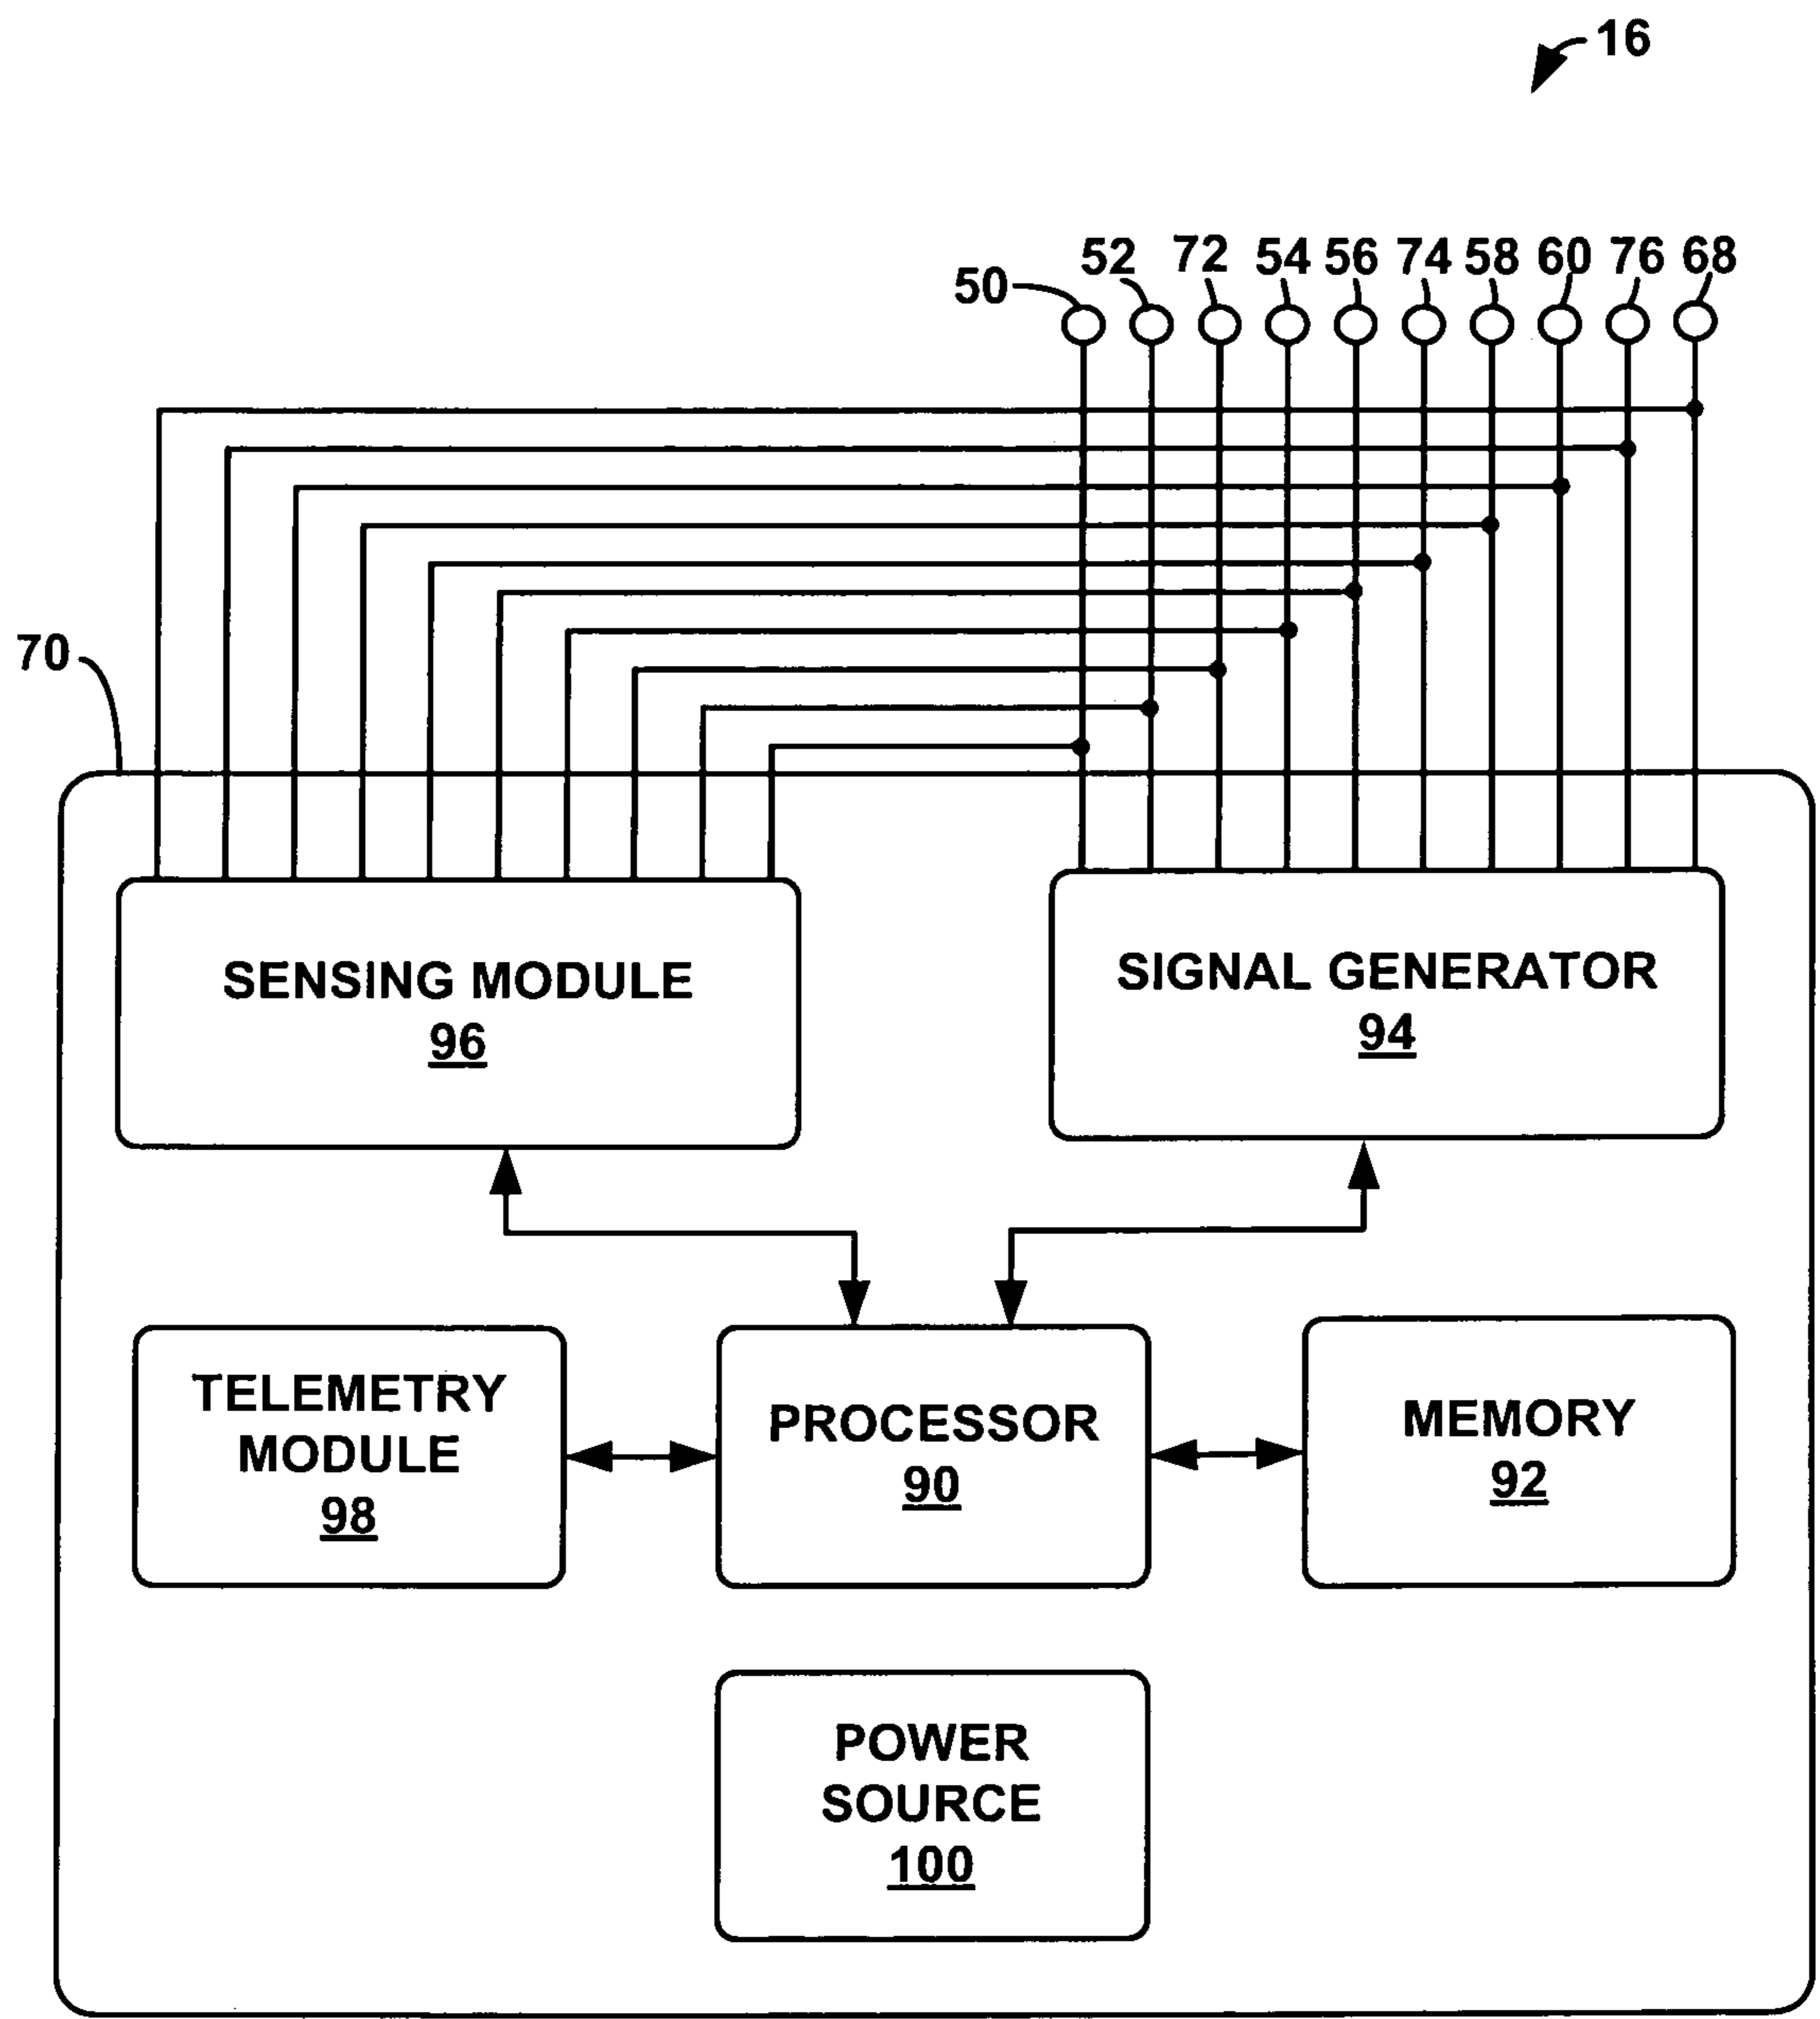 16
50 52 72 54 56 74 58 60 76 68
70
SENSING MODULE
96
SIGNAL GENERATOR
94
TELEMETRY
MODULE
98
PROCESSOR
90
MEMORY
92
POWER
SOURCE
100